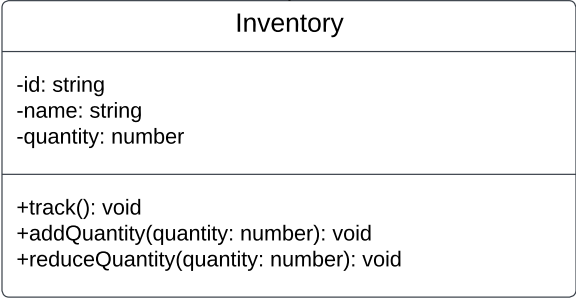 Inventory
-id: string
-name: string
-quantity: number
+track(): void
+addQuantity(quantity: number): void
+reduceQuantity(quantity: number): void